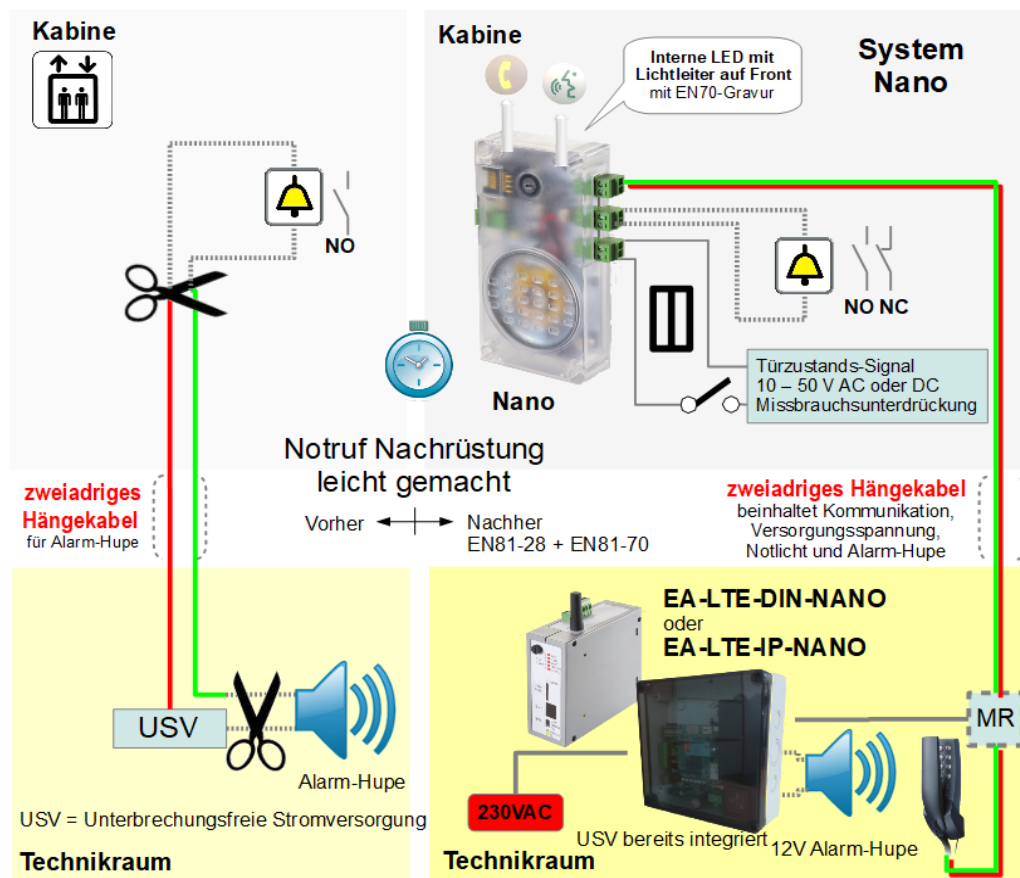 Kabine
NO
zweiadriges
Hängekabel
für Alarm-Hupe
USV
Alarm-Hupe
USV = Unterbrechungsfreie Stromversorgung
Technikraum
Notruf Nachrüstung
leicht gemacht
Vorher
Nachher
EN81-28 + EN81-70
Kabine
Interne LED mit
Lichtleiter auf Front
mit EN70-Gravur
System
Nano
NO NC
Türzustands-Signal
10 – 50 V AC oder DC
Missbrauchsunterdrückung
Nano
zweiadriges Hängekabel
beinhaltet Kommunikation,
Versorgungsspannung,
Notlicht und Alarm-Hupe
EA-LTE-DIN-NANO
oder
EA-LTE-IP-NANO
MR
230VAC
USV bereits integriert
12V Alarm-Hupe
Technikraum